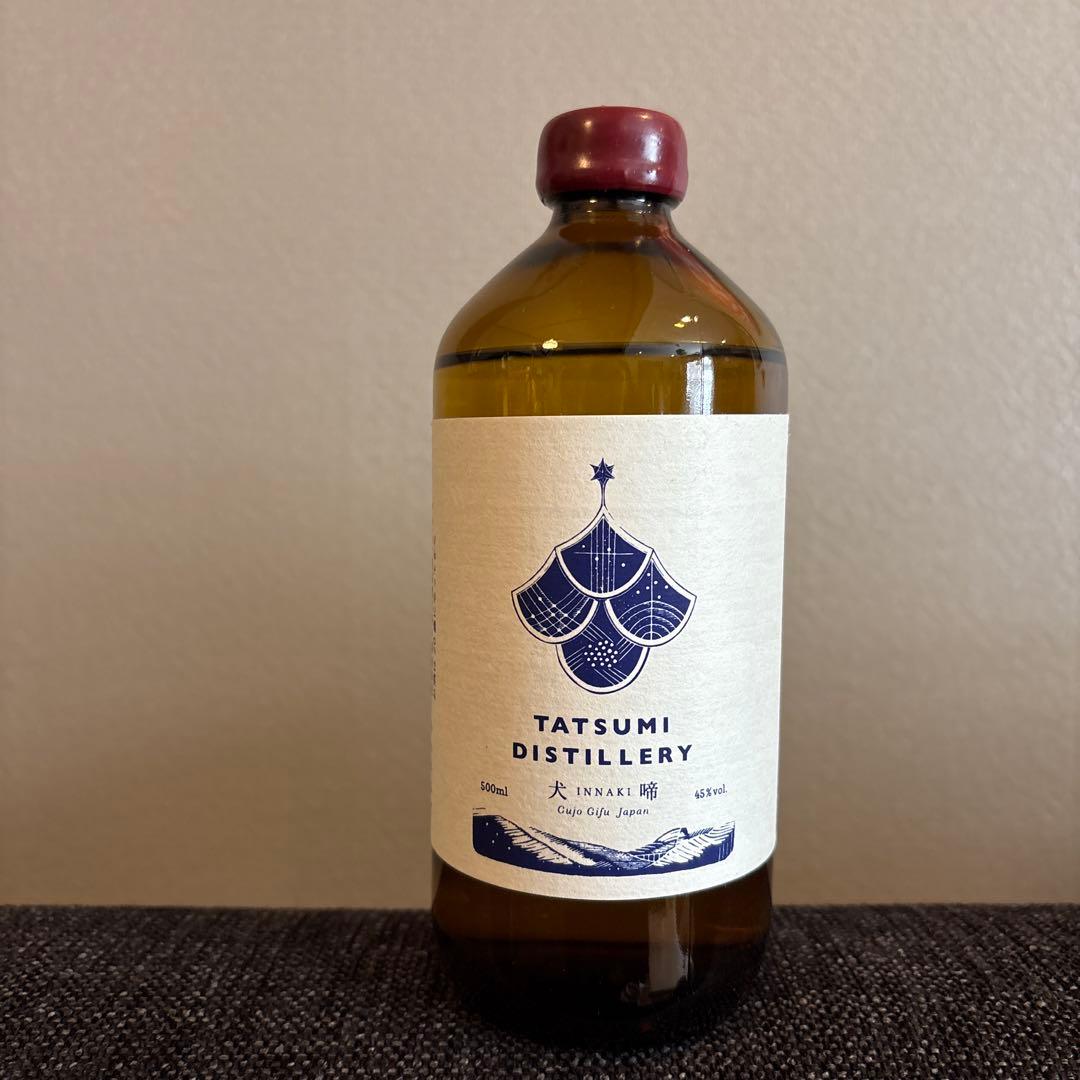 TATSUMI
DISTILLERY
500ml 犬 INNAKI 啼 45%vol.
Gujo Gifu Japan